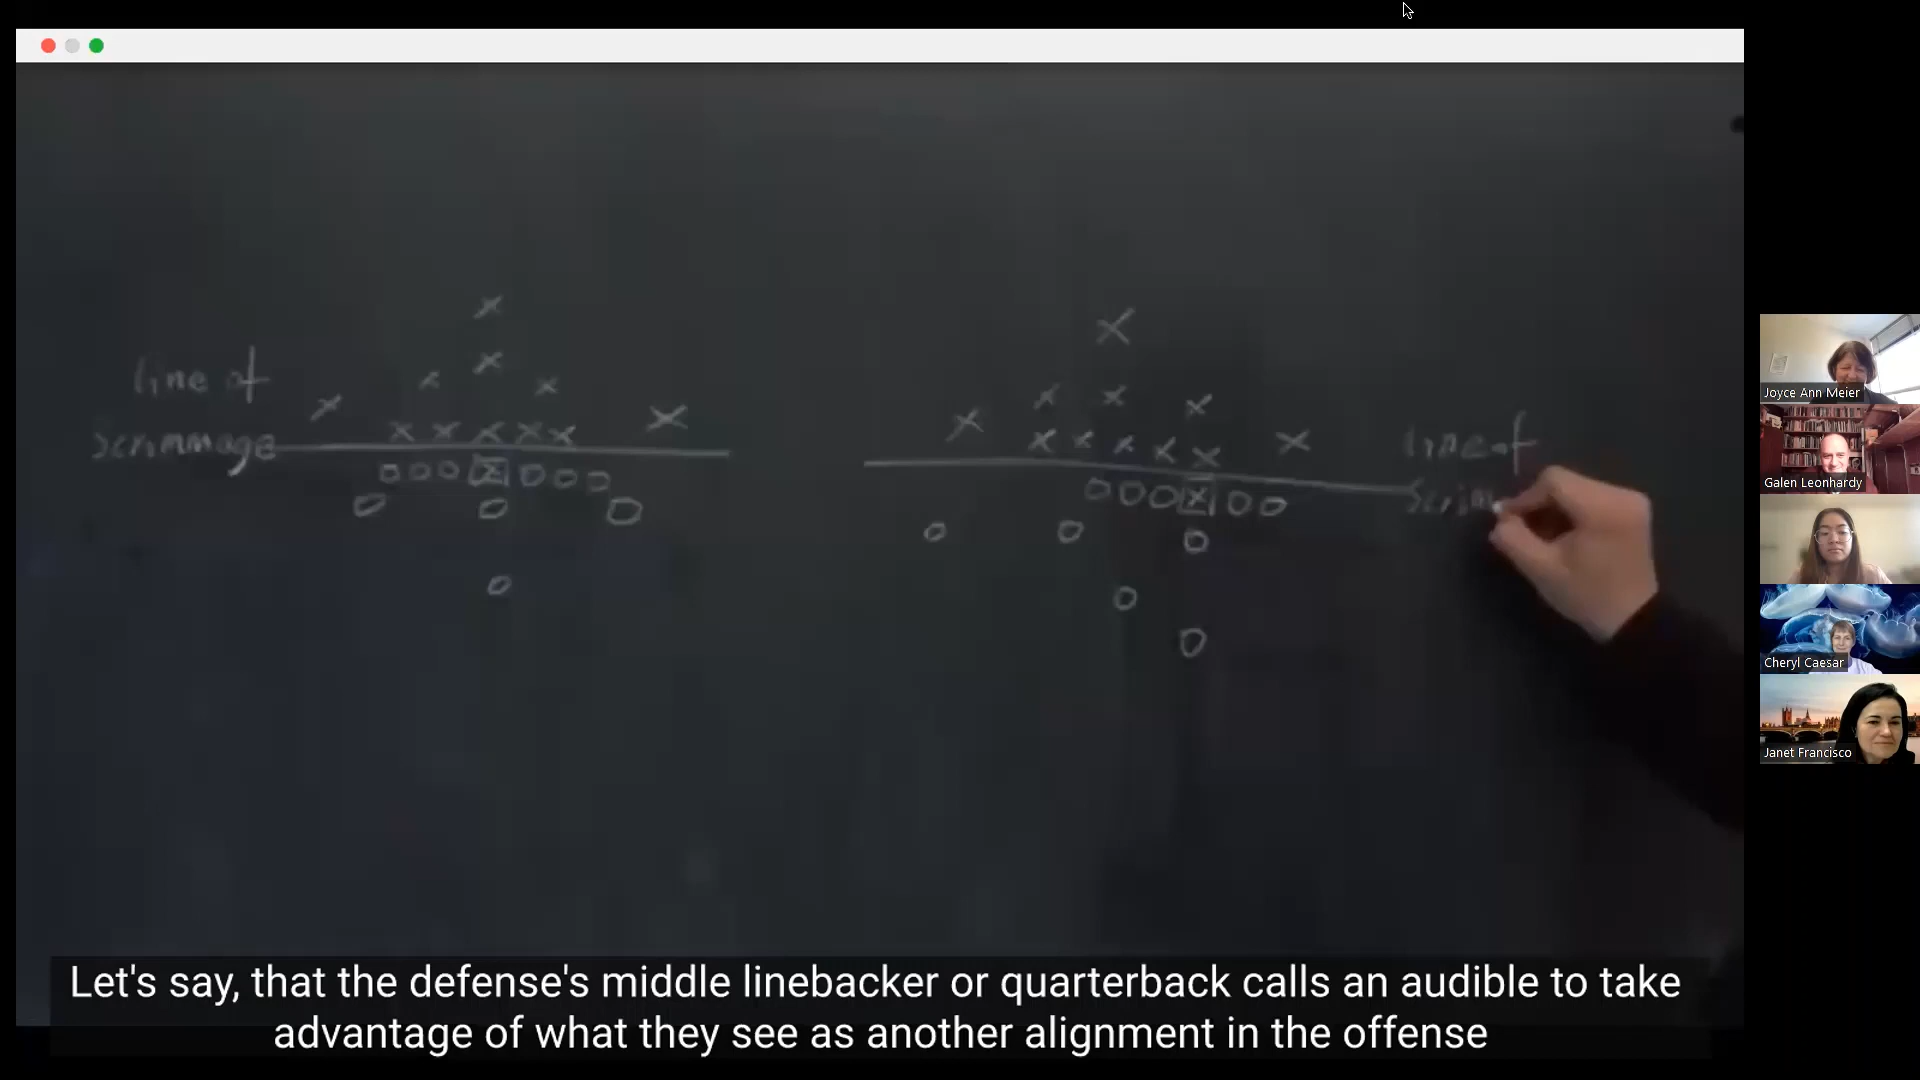 line of
Scrimmage
line of
Scrim
Joyce Ann Meier
Galen Leonhardy
Cheryl Caesar
Janet Francisco
Let's say, that the defense's middle linebacker or quarterback calls an audible to take
advantage of what they see as another alignment in the offense